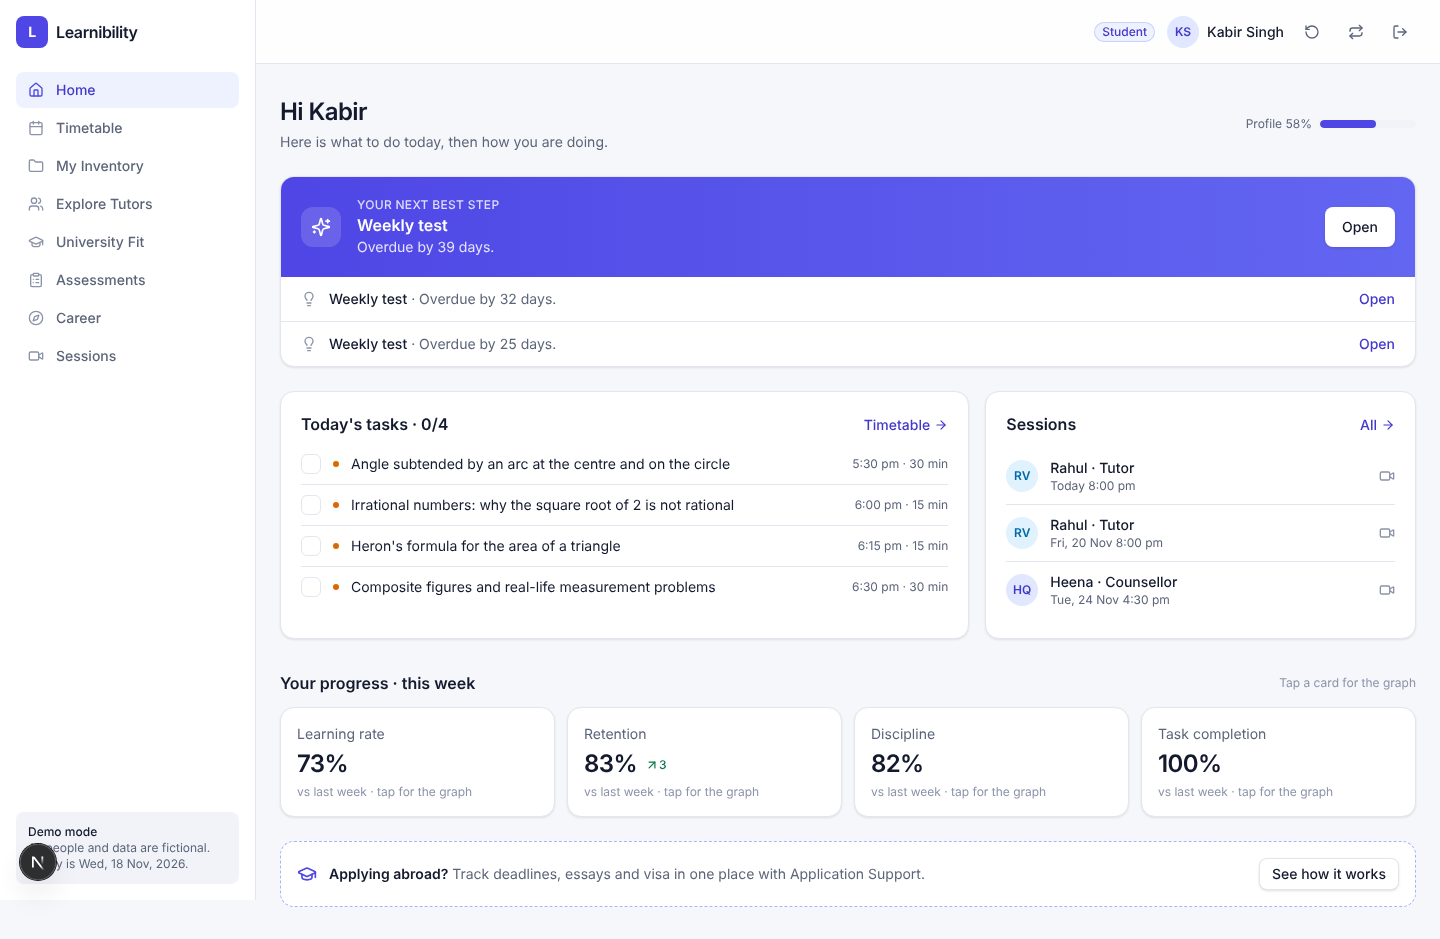 L Learnibility
Student KS Kabir Singh
Home
Timetable
My Inventory
Explore Tutors
University Fit
Assessments
Career
Sessions
Hi Kabir
Here is what to do today, then how you are doing.
Profile 58%
YOUR NEXT BEST STEP
Weekly test
Overdue by 39 days.
Open
Weekly test · Overdue by 32 days.
Open
Weekly test · Overdue by 25 days.
Open
Today's tasks · 0/4
Timetable →
Angle subtended by an arc at the centre and on the circle
5:30 pm · 30 min
Irrational numbers: why the square root of 2 is not rational
6:00 pm · 15 min
Heron's formula for the area of a triangle
6:15 pm · 15 min
Composite figures and real-life measurement problems
6:30 pm · 30 min
Sessions
All →
RV
Rahul · Tutor
Today 8:00 pm
RV
Rahul · Tutor
Fri, 20 Nov 8:00 pm
HQ
Heena · Counsellor
Tue, 24 Nov 4:30 pm
Your progress · this week
Tap a card for the graph
Learning rate
73%
vs last week · tap for the graph
Retention
83% ↗3
vs last week · tap for the graph
Discipline
82%
vs last week · tap for the graph
Task completion
100%
vs last week · tap for the graph
Applying abroad? Track deadlines, essays and visa in one place with Application Support.
See how it works
Demo mode
people and data are fictional.
is Wed, 18 Nov, 2026.
N